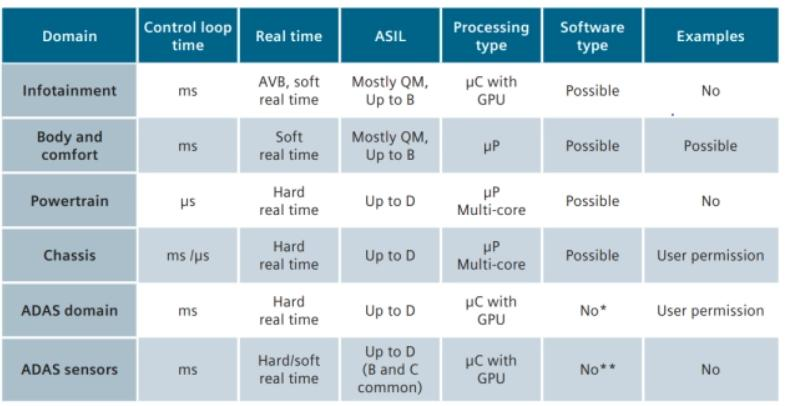 Domain Control loop time Real time ASIL Processing type Software type Examples
Infotainment ms AVB, soft real time Mostly QM, Up to B µC with GPU Possible No
Body and comfort ms Soft real time Mostly QM, Up to B µP Possible Possible
Powertrain µs Hard real time Up to D µP Multi-core Possible No
Chassis ms /µs Hard real time Up to D µP Multi-core Possible User permission
ADAS domain ms Hard real time Up to D µC with GPU No* User permission
ADAS sensors ms Hard/soft real time Up to D (B and C common) µC with GPU No** No